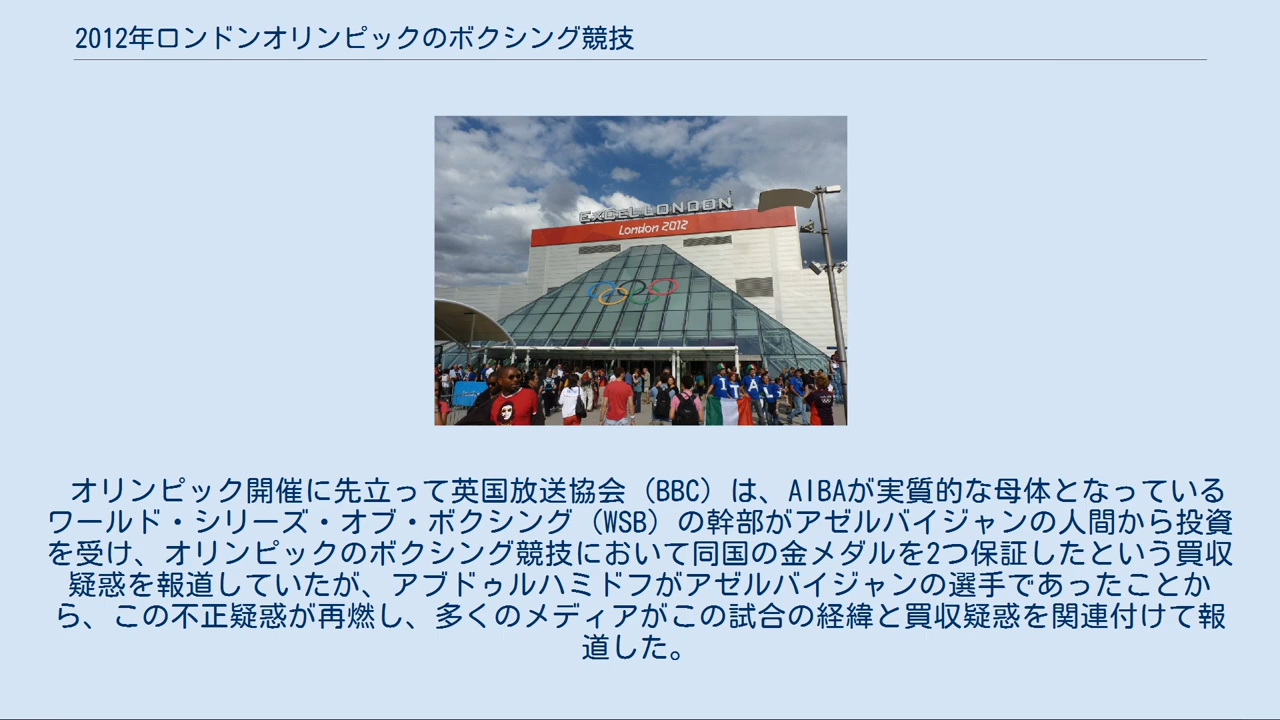 2012年ロンドンオリンピックのボクシング競技
EXCEL LONDON
London 2012
ITAL
オリンピック開催に先立って英国放送協会（BBC）は、AIBAが実質的な母体となっている
ワールド・シリーズ・オブ・ボクシング（WSB）の幹部がアゼルバイジャンの人間から投資
を受け、オリンピックのボクシング競技において同国の金メダルを2つ保証したという買収
疑惑を報道していたが、アブドゥルハミドフがアゼルバイジャンの選手であったことか
ら、この不正疑惑が再燃し、多くのメディアがこの試合の経緯と買収疑惑を関連付けて報
道した。